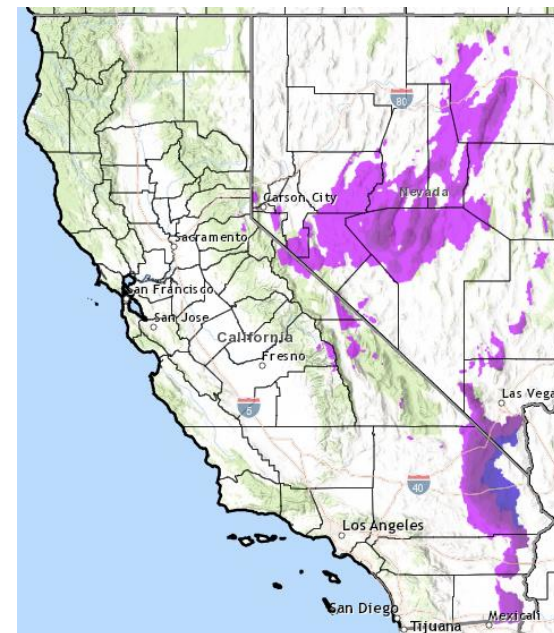 80
Nevada
Carson City
Sacramento
San Francisco
San Jose
California
Fresno
5
Las Vega
40
Los Angeles
San Diego
Mexicali
Tijuana